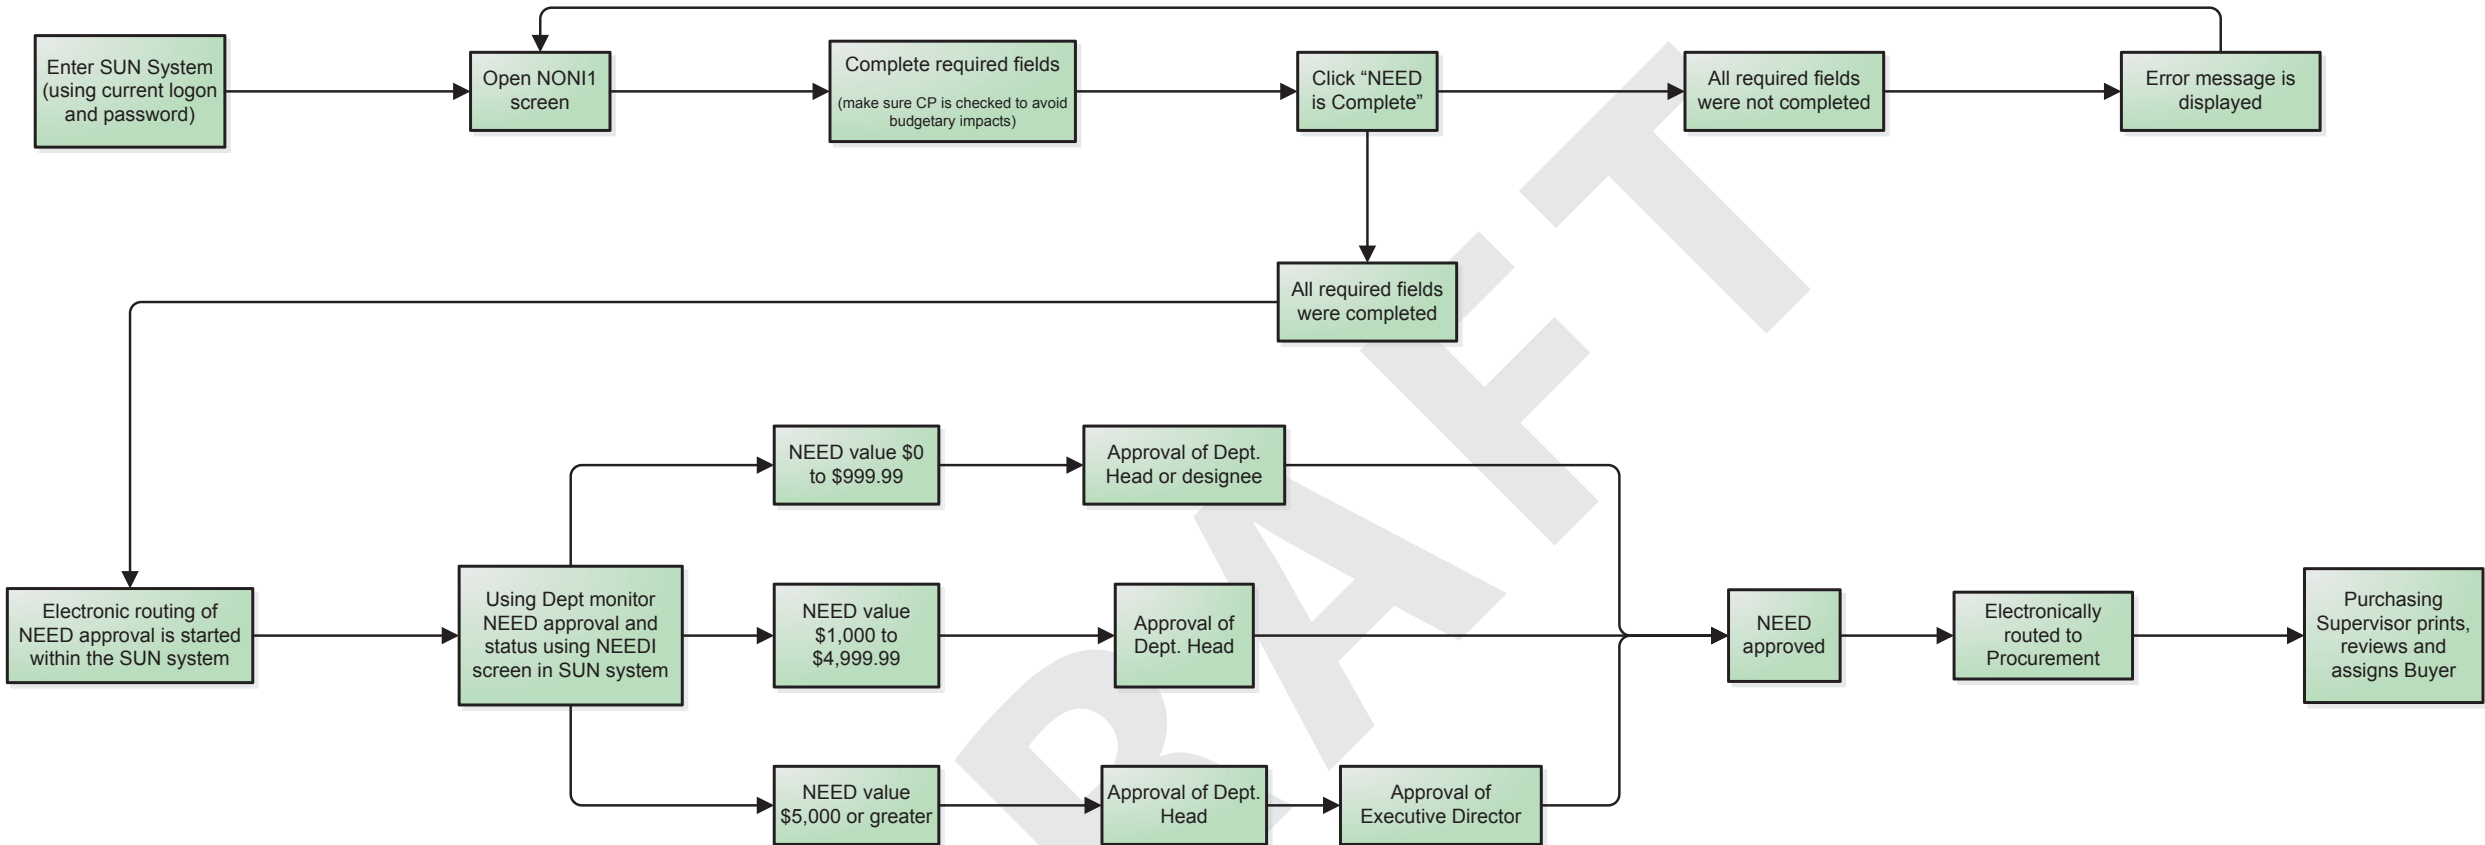 Enter SUN System
(using current logon
and password)
Open NONI1
screen
Complete required fields
(make sure CP is checked to avoid
budgetary impacts)
Click “NEED
is Complete”
All required fields
were not completed
Error message is
displayed
All required fields
were completed
Electronic routing of
NEED approval is started
within the SUN system
Using Dept monitor
NEED approval and
status using NEEDI
screen in SUN system
NEED value $0
to $999.99
Approval of Dept.
Head or designee
NEED value
$1,000 to
$4,999.99
Approval of
Dept. Head
NEED value
$5,000 or greater
Approval of Dept.
Head
Approval of
Executive Director
NEED
approved
Electronically
routed to
Procurement
Purchasing
Supervisor prints,
reviews and
assigns Buyer
RAFT